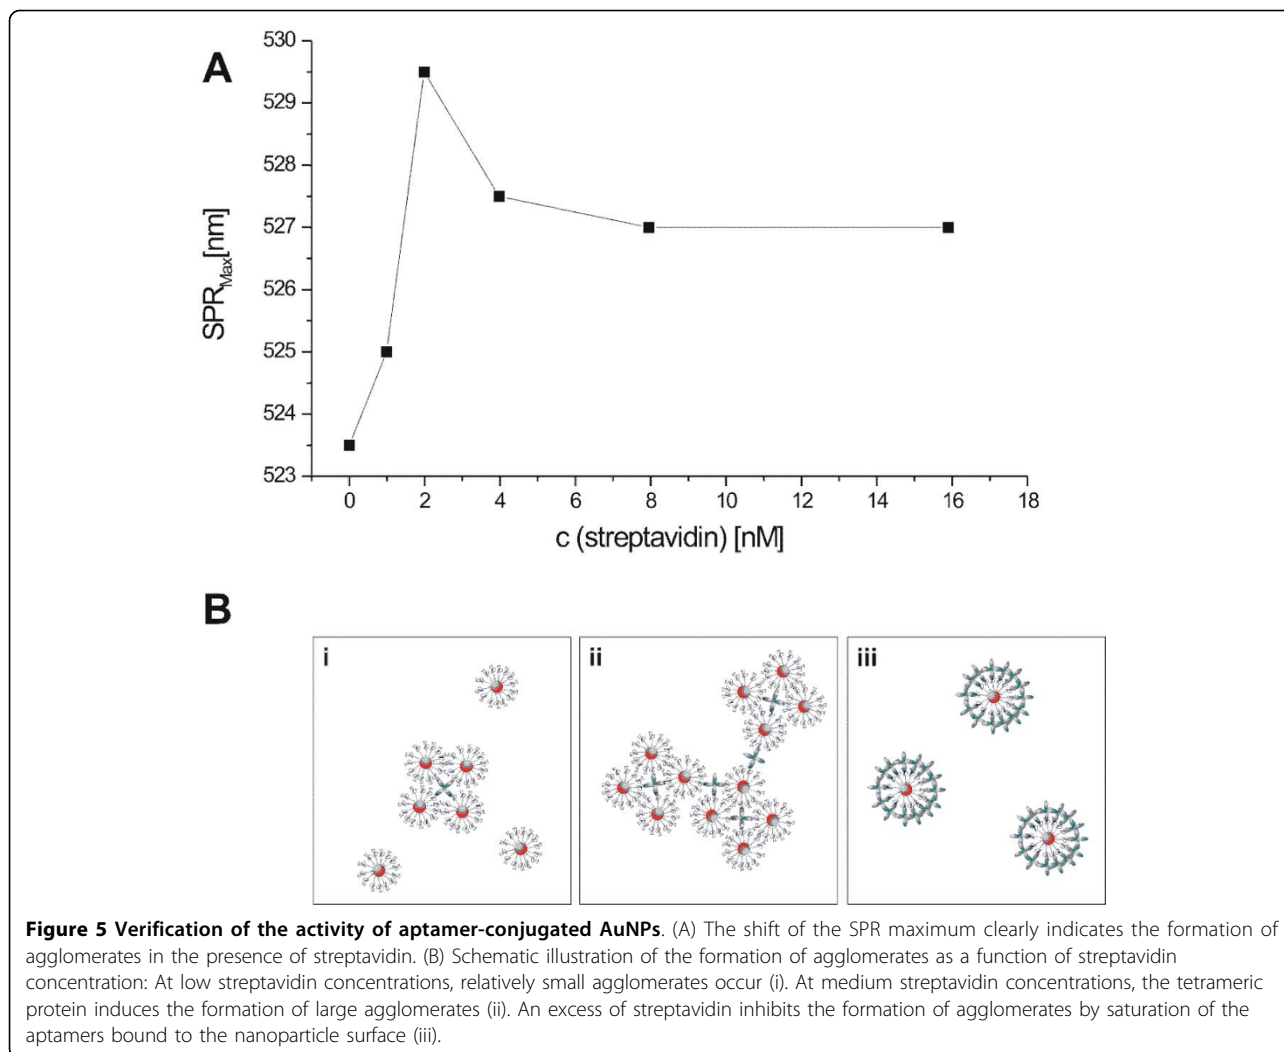 A
530
529
528
527
526
525
524
523
SPR Max [nm]
0 2 4 6 8 10 12 14 16 18
c (streptavidin) [nM]
B
i
ii
iii
Figure 5 Verification of the activity of aptamer-conjugated AuNPs. (A) The shift of the SPR maximum clearly indicates the formation of
agglomerates in the presence of streptavidin. (B) Schematic illustration of the formation of agglomerates as a function of streptavidin
concentration: At low streptavidin concentrations, relatively small agglomerates occur (i). At medium streptavidin concentrations, the tetrameric
protein induces the formation of large agglomerates (ii). An excess of streptavidin inhibits the formation of agglomerates by saturation of the
aptamers bound to the nanoparticle surface (iii).